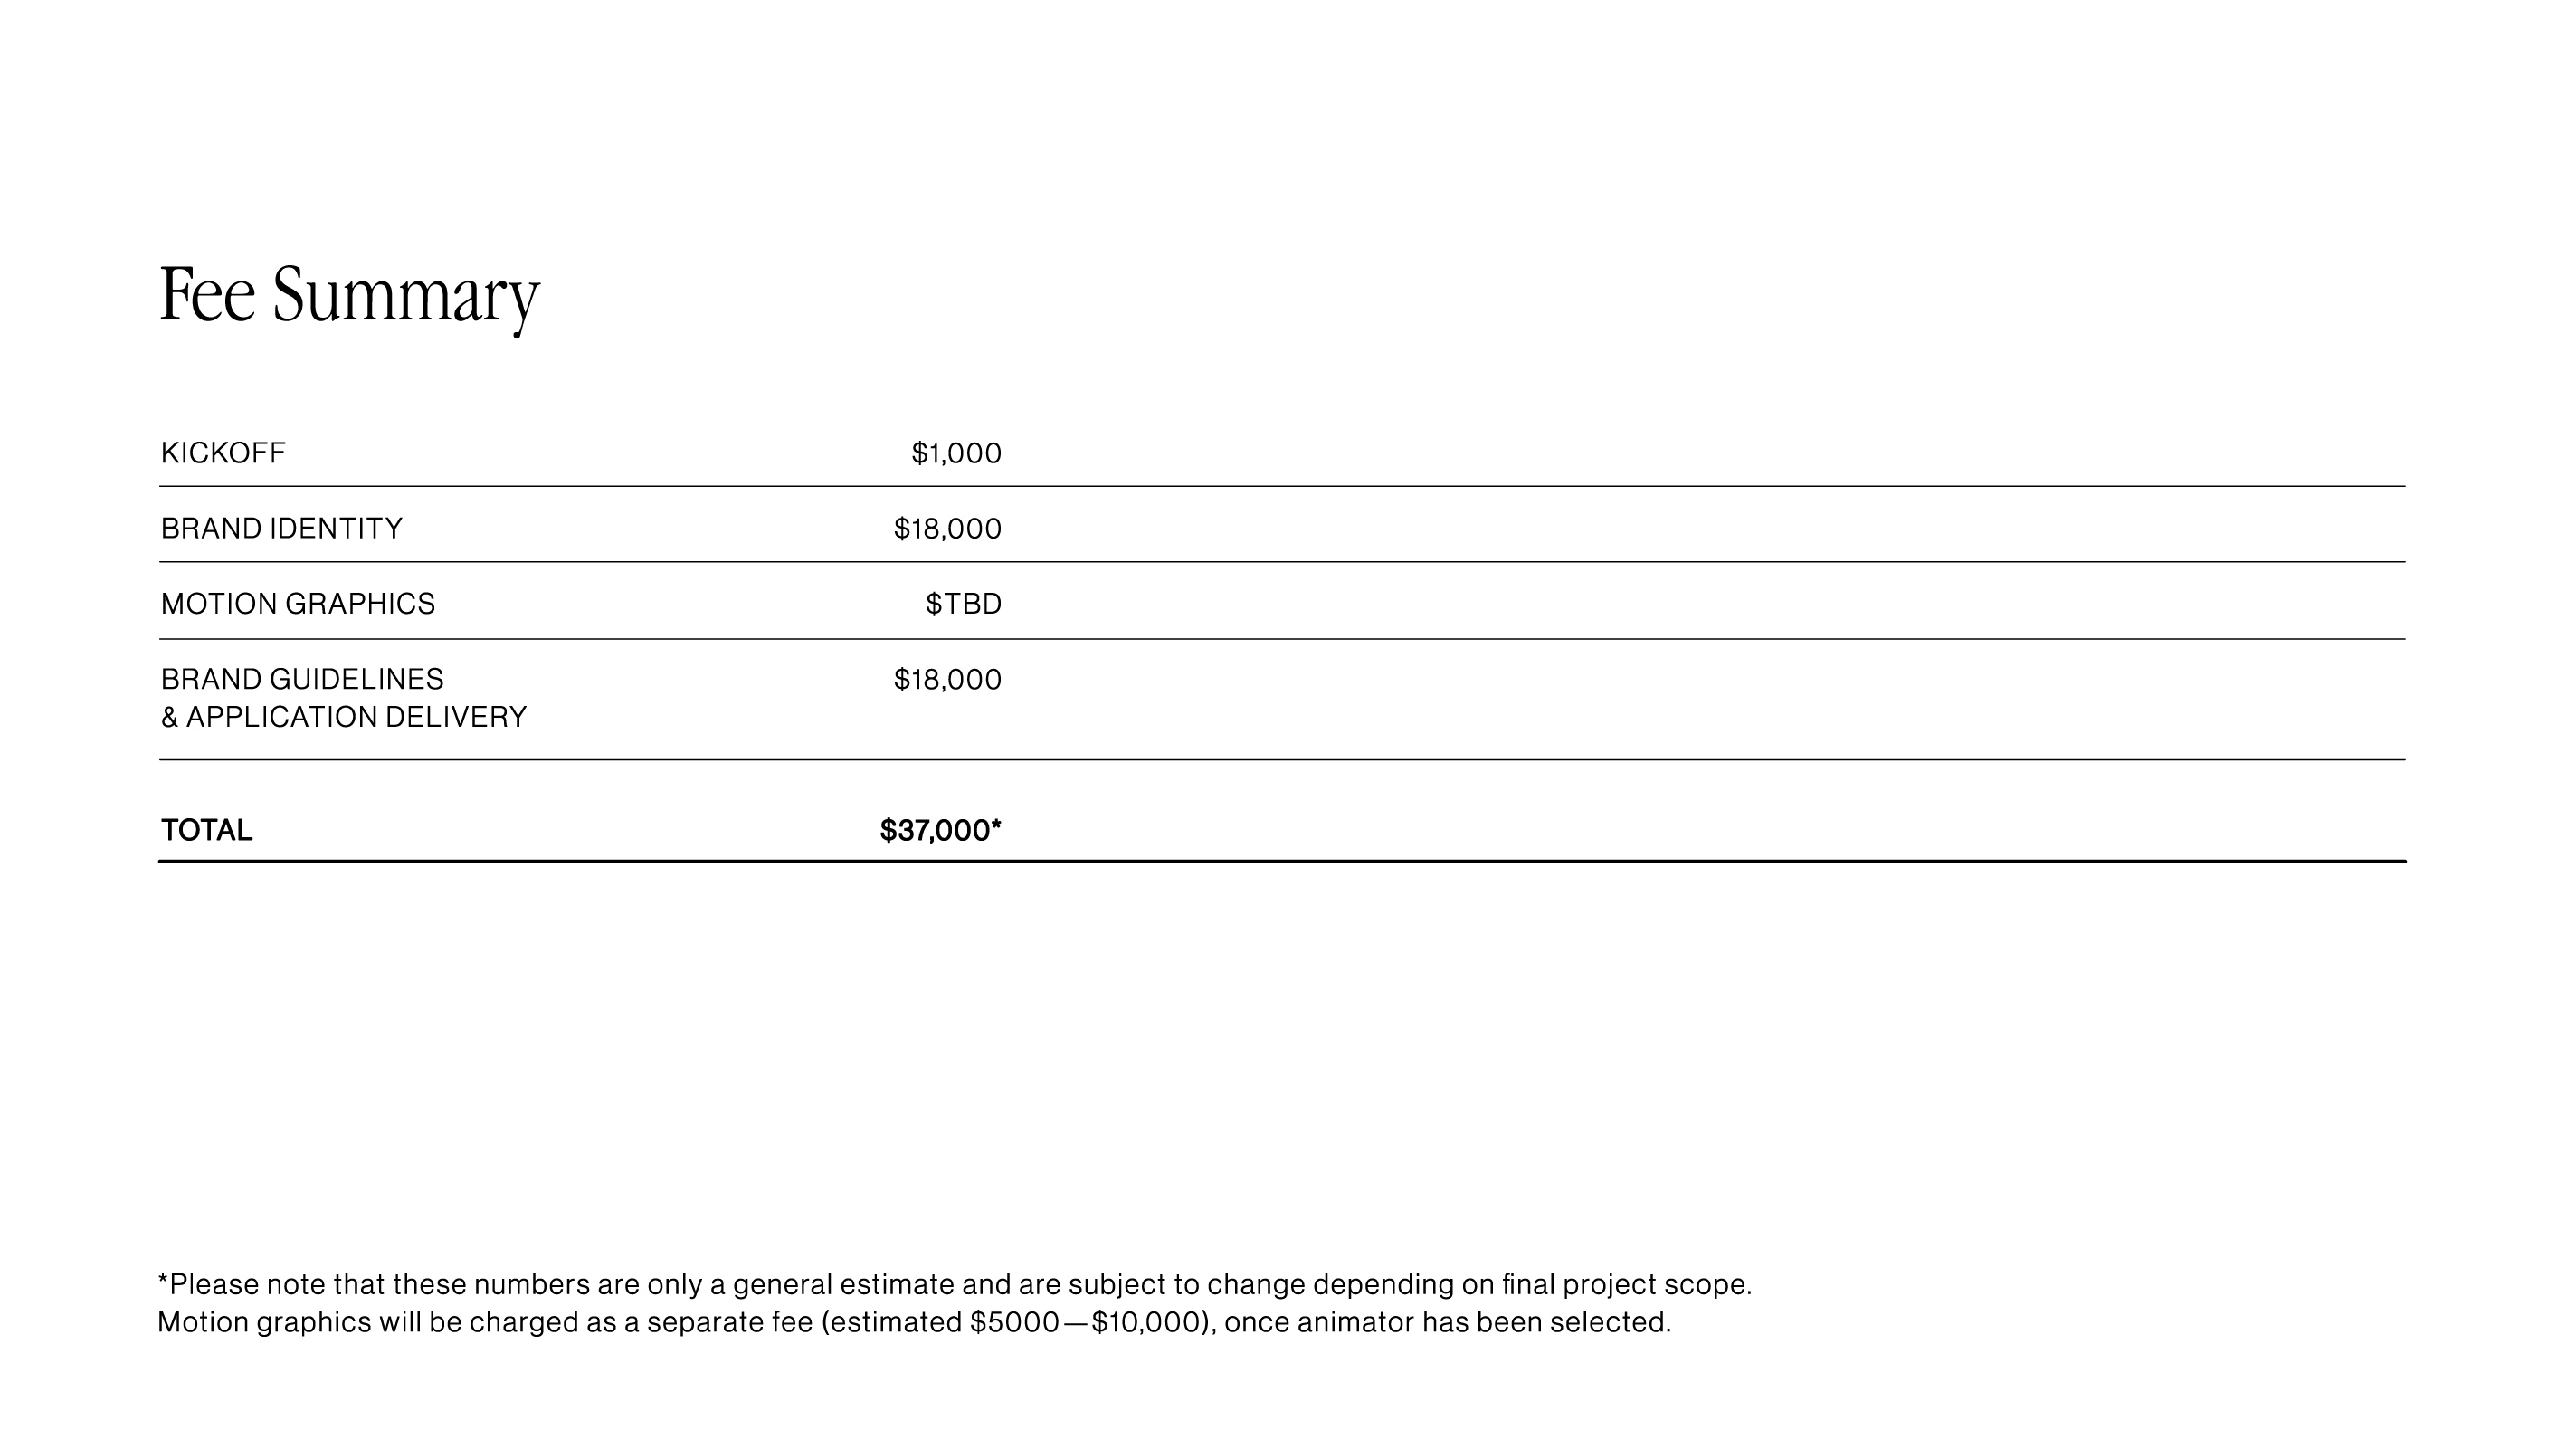 Fee Summary
KICKOFF $1,000
BRAND IDENTITY $18,000
MOTION GRAPHICS $TBD
BRAND GUIDELINES $18,000
& APPLICATION DELIVERY
TOTAL $37,000*
*Please note that these numbers are only a general estimate and are subject to change depending on final project scope.
Motion graphics will be charged as a separate fee (estimated $5000—$10,000), once animator has been selected.